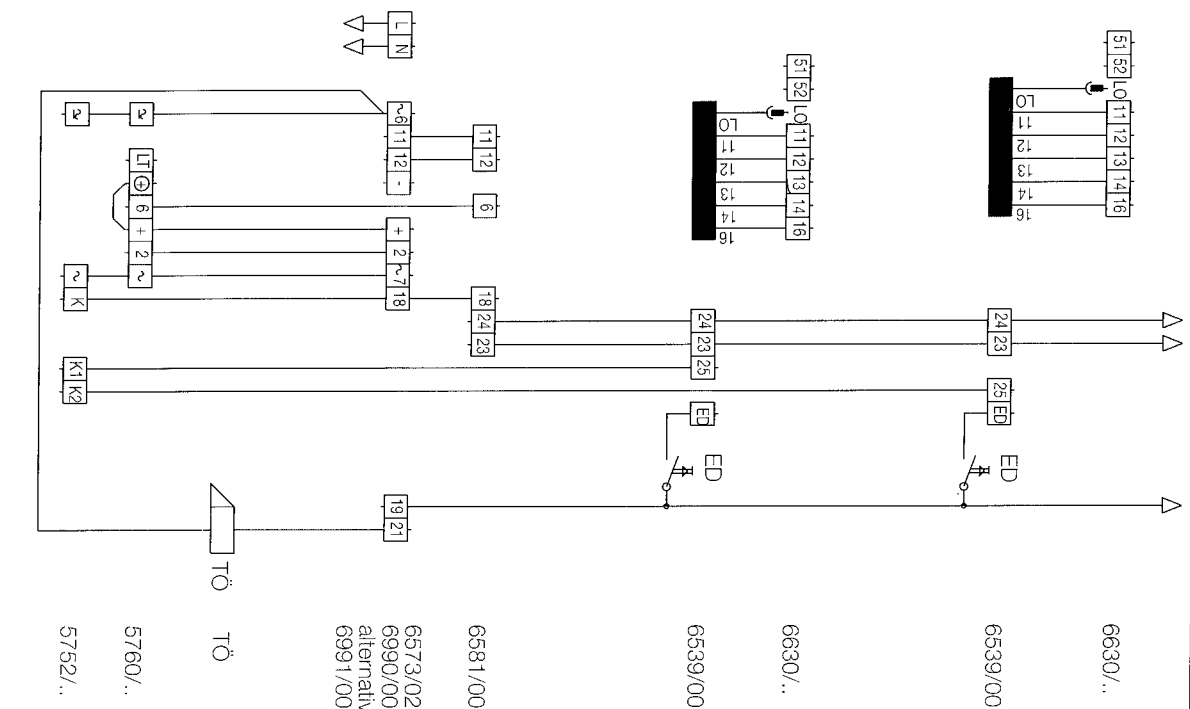 51 52 LO 11 12 13 14 16
6630/..
LO 11 12 13 14 16
ED
24 23 25 ED
6539/00
51 52 LO 11 12 13 14 16
6630/..
LO 11 12 13 14 16
ED
24 23 25 ED
6539/00
11 12 6 18 24 23
6581/00
L N
~6 11 12 - + 2 ~7 18 19 21
6573/02
6990/00
alternativ
6991/00
TÖ TÖ
~ LT + 6 + 2 ~
5760/..
~ ~ K K1 K2
5752/..